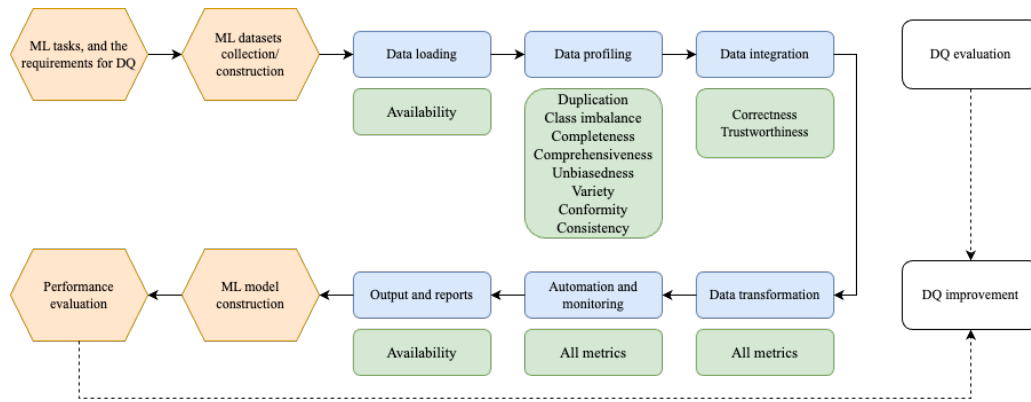 ML tasks, and the
requirements for DQ
ML datasets
collection/
construction
Data loading
Data profiling
Data integration
DQ evaluation
Availability
Duplication
Class imbalance
Completeness
Comprehensiveness
Unbiasedness
Variety
Conformity
Consistency
Correctness
Trustworthiness
Performance
evaluation
ML model
construction
Output and reports
Automation and
monitoring
Data transformation
DQ improvement
Availability
All metrics
All metrics